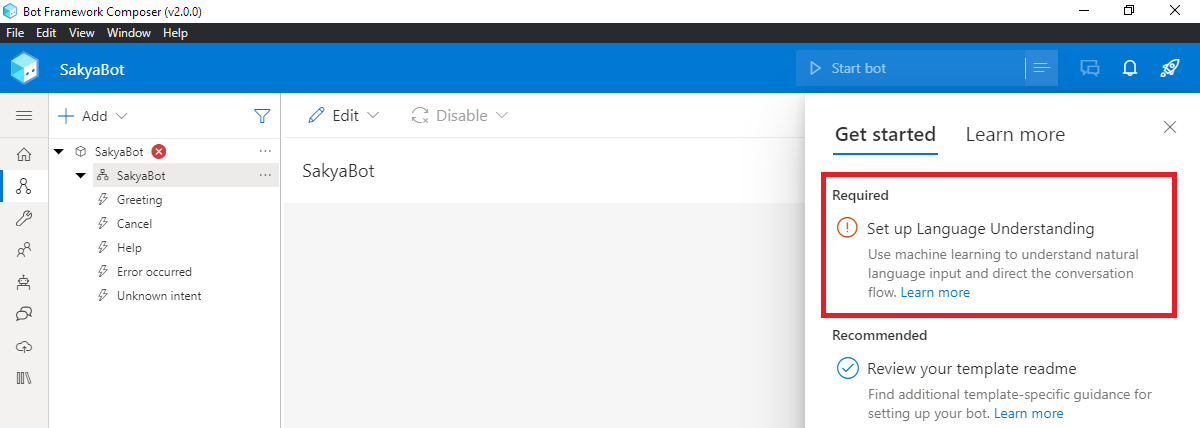 Bot Framework Composer (v2.0.0)
File Edit View Window Help
SakyaBot
Start bot
Add
Edit
Disable
SakyaBot
SakyaBot
Greeting
Cancel
Help
Error occurred
Unknown intent
SakyaBot
Get started
Learn more
Required
Set up Language Understanding
Use machine learning to understand natural
language input and direct the conversation
flow. Learn more
Recommended
Review your template readme
Find additional template-specific guidance for
setting up your bot. Learn more